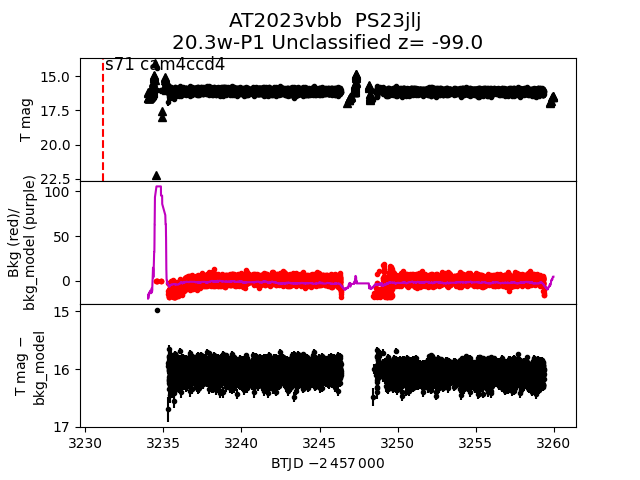 AT2023vbb  PS23jlj
20.3w-P1 Unclassified z= -99.0
s71 cam4ccd4
T mag
15.0
17.5
20.0
22.5
Bkg (red)/
bkg_model (purple)
100
50
0
T mag −
bkg_model
15
16
17
3230
3235
3240
3245
3250
3255
3260
BTJD −2 457 000